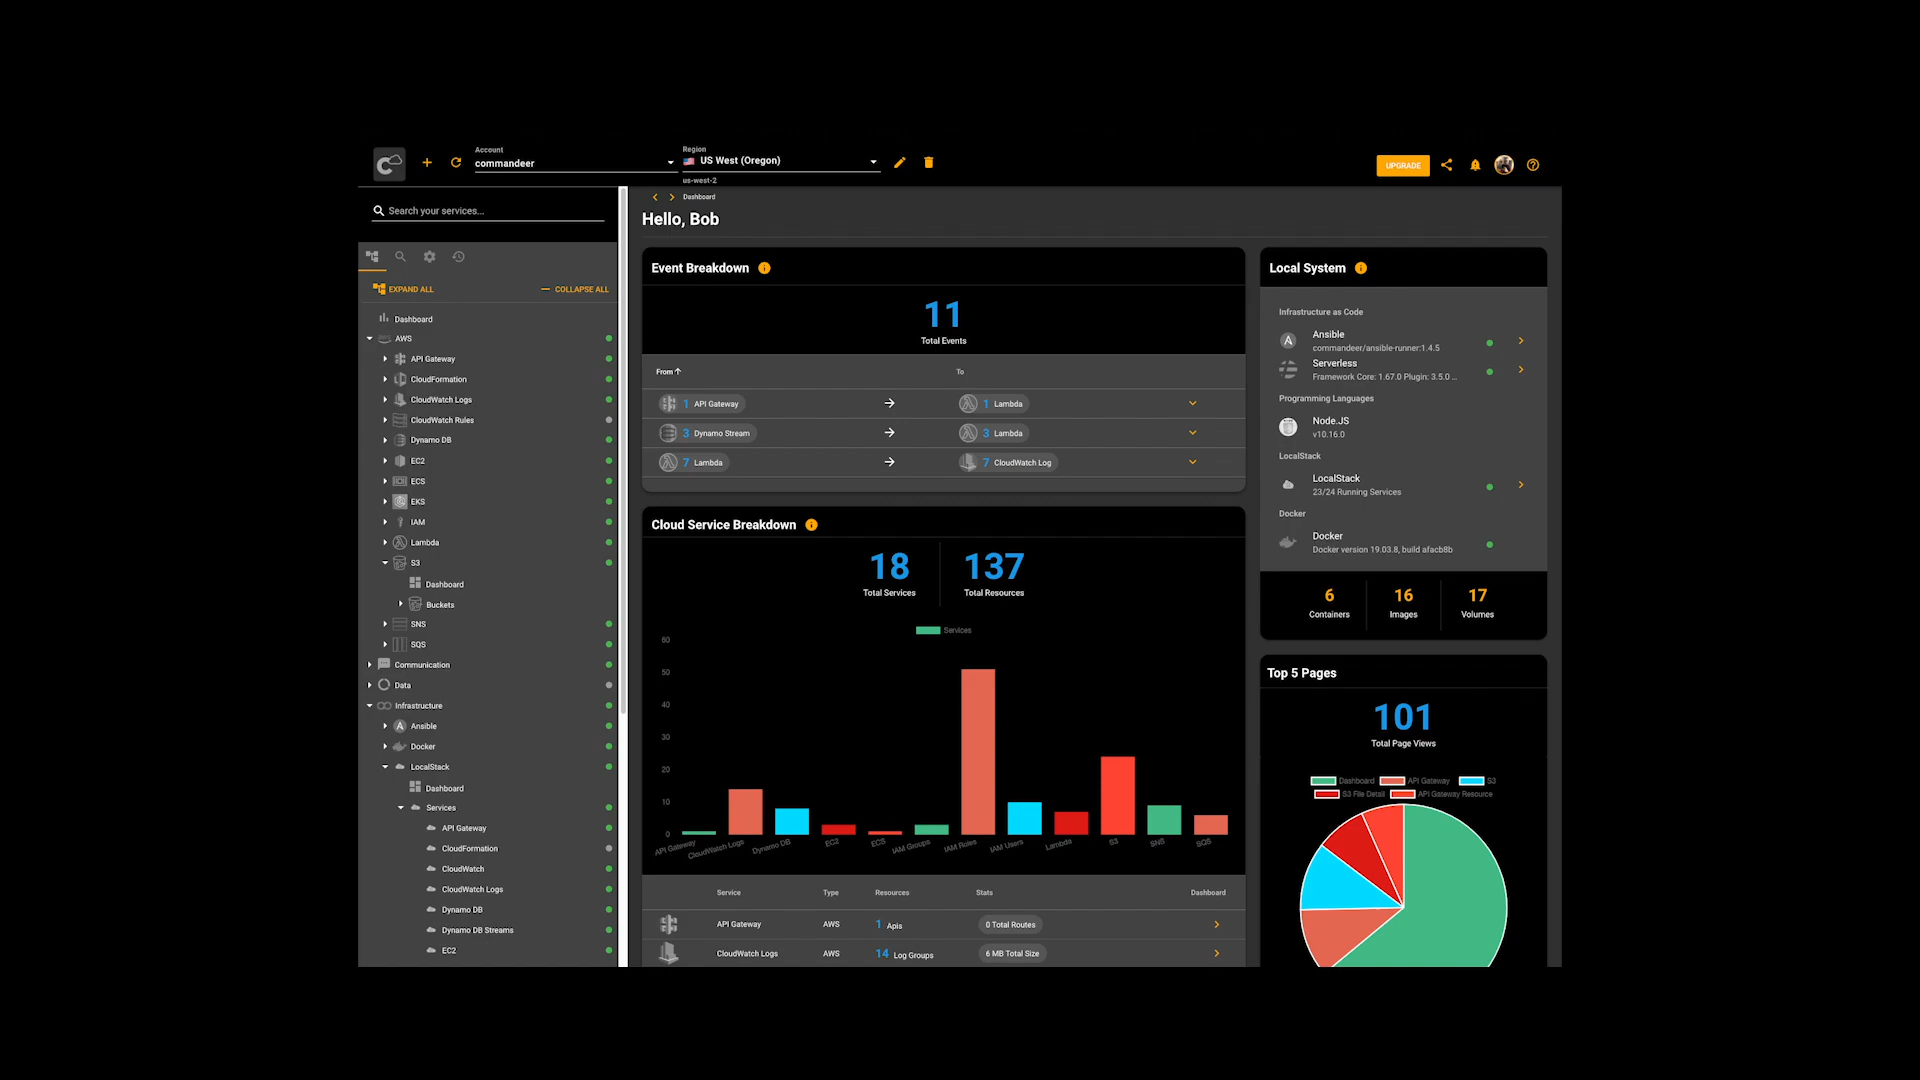 Account
commandeer
Region
US West (Oregon)
us-west-2
UPGRADE
Search your services...
EXPAND ALL
COLLAPSE ALL
Dashboard
AWS
API Gateway
CloudFormation
CloudWatch Logs
CloudWatch Rules
Dynamo DB
EC2
ECS
EKS
IAM
Lambda
S3
Dashboard
Buckets
SNS
SQS
Communication
Data
Infrastructure
Ansible
Docker
LocalStack
Dashboard
Services
API Gateway
CloudFormation
CloudWatch
CloudWatch Logs
Dynamo DB
Dynamo DB Streams
EC2
Dashboard
Hello, Bob
Event Breakdown
11
Total Events
From To
1 API Gateway 1 Lambda
3 Dynamo Stream 3 Lambda
7 Lambda 7 CloudWatch Log
Cloud Service Breakdown
18 137
Total Services Total Resources
Services
60
50
40
30
20
10
0
API Gateway CloudWatch Logs Dynamo DB EC2 ECS IAM Groups IAM Roles IAM Users Lambda S3 SNS SQS
Service Type Resources Stats Dashboard
API Gateway AWS 1 Apis 0 Total Routes
CloudWatch Logs AWS 14 Log Groups 6 MB Total Size
Local System
Infrastructure as Code
Ansible
commandeer/ansible-runner:1.4.5
Serverless
Framework Core: 1.67.0 Plugin: 3.5.0 ...
Programming Languages
Node.JS
v10.16.0
LocalStack
LocalStack
23/24 Running Services
Docker
Docker
Docker version 19.03.8, build afacb8b
6 16 17
Containers Images Volumes
Top 5 Pages
101
Total Page Views
Dashboard API Gateway S3
S3 File Detail API Gateway Resource